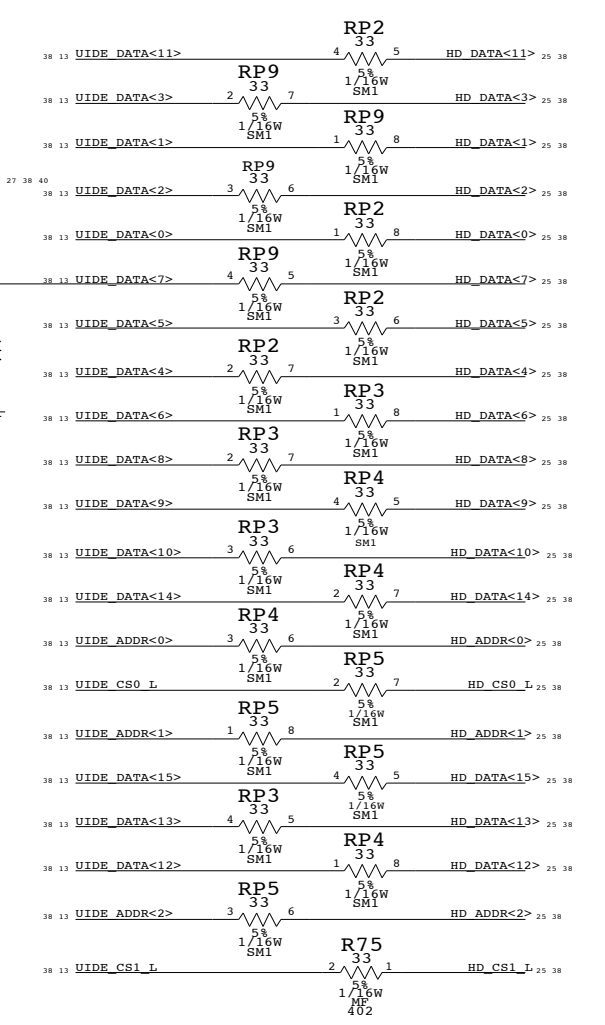 RP2
33
38 13 UIDE_DATA<11> 4 5 HD_DATA<11> 25 38
5%
1/16W
SM1
RP9
33
38 13 UIDE_DATA<3> 2 7 HD_DATA<3> 25 38
5%
1/16W
SM1
RP9
33
38 13 UIDE_DATA<1> 1 8 HD_DATA<1> 25 38
5%
1/16W
SM1
27 38 40
RP9
33
38 13 UIDE_DATA<2> 3 6 HD_DATA<2> 25 38
5%
1/16W
SM1
RP2
33
38 13 UIDE_DATA<0> 1 8 HD_DATA<0> 25 38
5%
1/16W
SM1
RP9
33
38 13 UIDE_DATA<7> 4 5 HD_DATA<7> 25 38
5%
1/16W
SM1
RP2
33
38 13 UIDE_DATA<5> 3 6 HD_DATA<5> 25 38
5%
1/16W
SM1
RP2
33
38 13 UIDE_DATA<4> 2 7 HD_DATA<4> 25 38
5%
1/16W
SM1
RP3
33
38 13 UIDE_DATA<6> 1 8 HD_DATA<6> 25 38
5%
1/16W
SM1
RP3
33
38 13 UIDE_DATA<8> 2 7 HD_DATA<8> 25 38
5%
1/16W
SM1
RP4
33
38 13 UIDE_DATA<9> 4 5 HD_DATA<9> 25 38
5%
1/16W
SM1
RP3
33
38 13 UIDE_DATA<10> 3 6 HD_DATA<10> 25 38
5%
1/16W
SM1
RP4
33
38 13 UIDE_DATA<14> 2 7 HD_DATA<14> 25 38
5%
1/16W
SM1
RP4
33
38 13 UIDE_ADDR<0> 3 6 HD_ADDR<0> 25 38
5%
1/16W
SM1
RP5
33
38 13 UIDE_CS0_L 2 7 HD_CS0_L 25 38
5%
1/16W
SM1
RP5
33
38 13 UIDE_ADDR<1> 1 8 HD_ADDR<1> 25 38
5%
1/16W
SM1
RP5
33
38 13 UIDE_DATA<15> 4 5 HD_DATA<15> 25 38
5%
1/16W
SM1
RP3
33
38 13 UIDE_DATA<13> 4 5 HD_DATA<13> 25 38
5%
1/16W
SM1
RP4
33
38 13 UIDE_DATA<12> 1 8 HD_DATA<12> 25 38
5%
1/16W
SM1
RP5
33
38 13 UIDE_ADDR<2> 3 6 HD_ADDR<2> 25 38
5%
1/16W
SM1
R75
33
38 13 UIDE_CS1_L 2 1 HD_CS1_L 25 38
5%
1/16W
MF
402